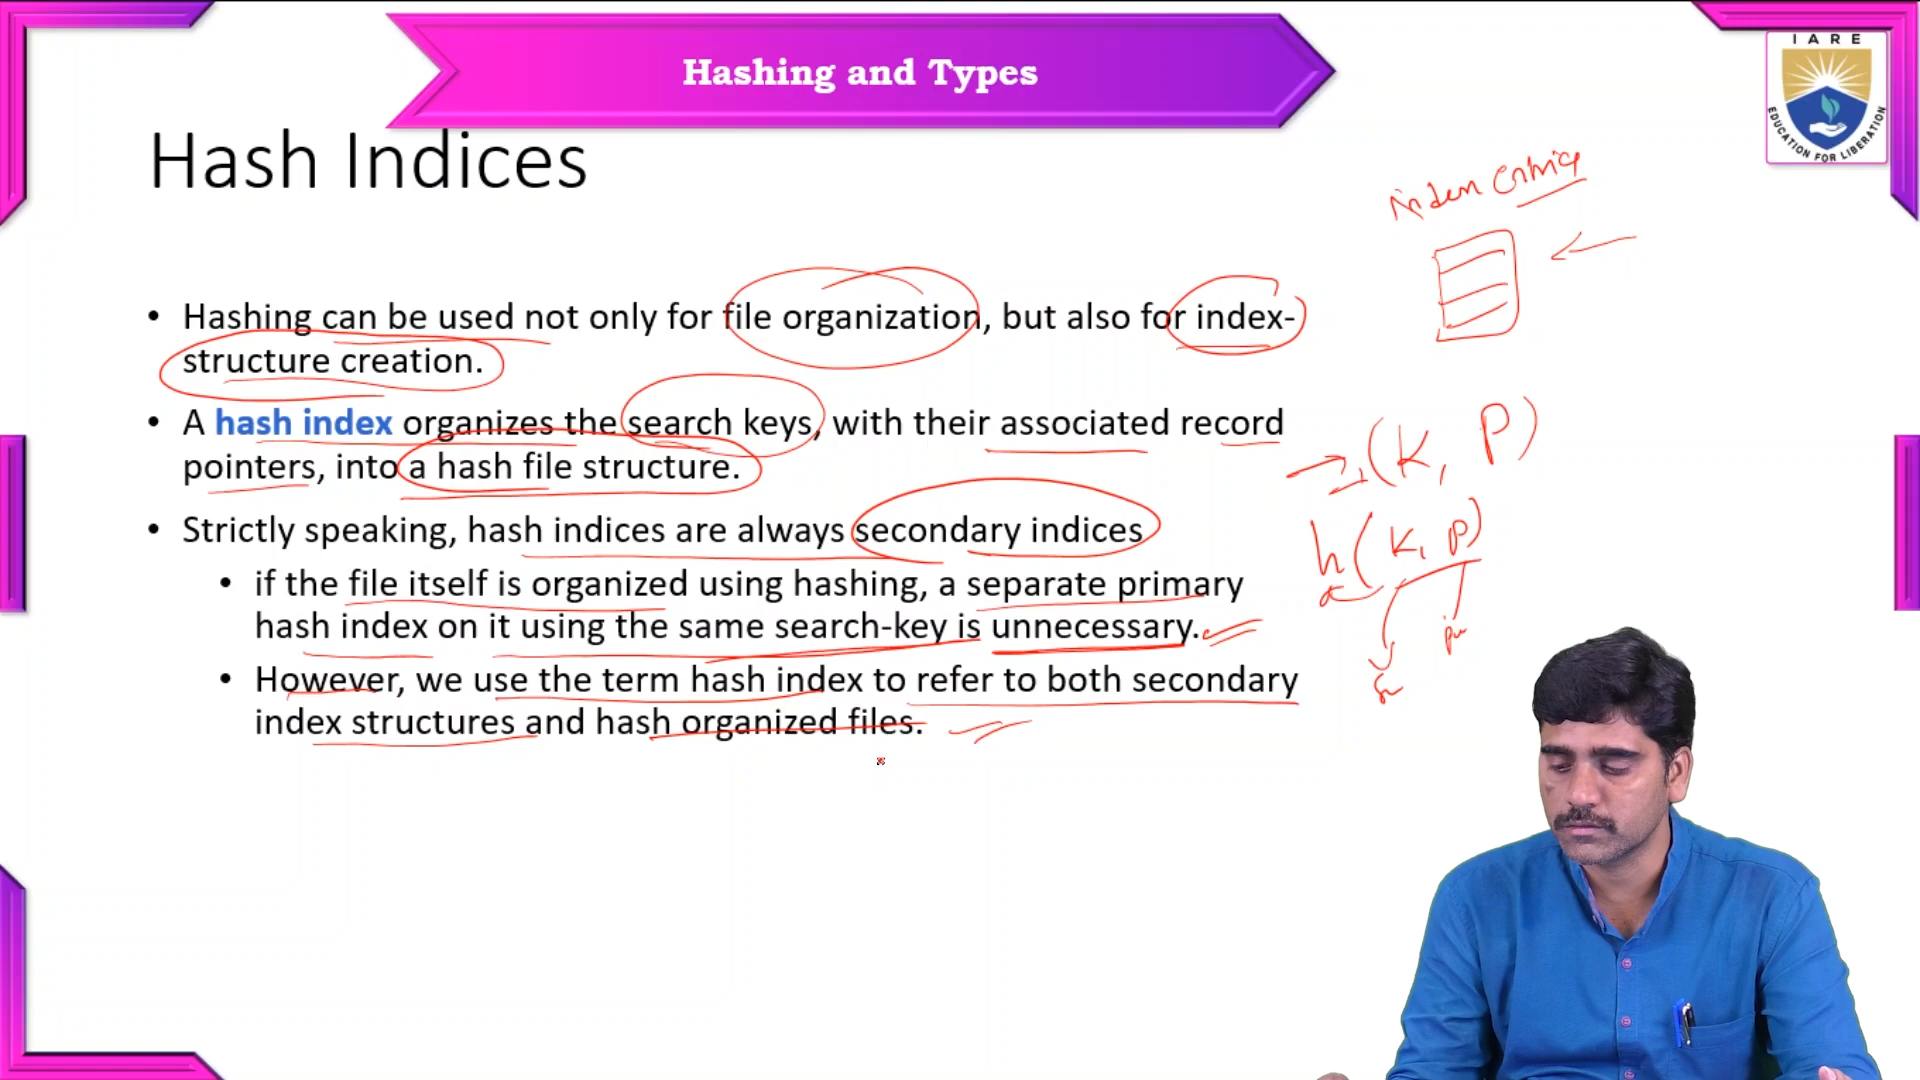 Hashing and Types
IARE
EDUCATION FOR LIBERATION
Hash Indices
• Hashing can be used not only for file organization, but also for index-
structure creation.
• A hash index organizes the search keys, with their associated record
pointers, into a hash file structure.
• Strictly speaking, hash indices are always secondary indices
• if the file itself is organized using hashing, a separate primary
hash index on it using the same search-key is unnecessary.
• However, we use the term hash index to refer to both secondary
index structures and hash organized files.
(K, P)
h(K, P)